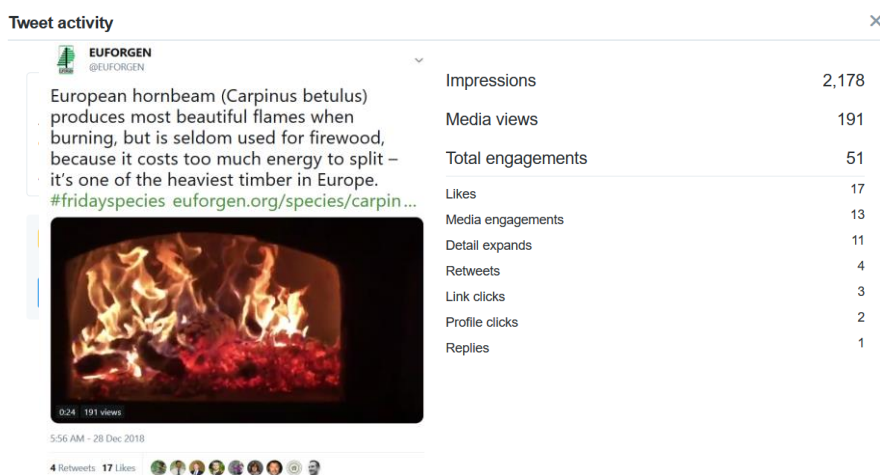 Tweet activity
EUFORGEN
@EUFORGEN
European hornbeam (Carpinus betulus)
produces most beautiful flames when
burning, but is seldom used for firewood,
because it costs too much energy to split –
it's one of the heaviest timber in Europe.
#fridayspecies euforgen.org/species/carpin…
0:24 191 views
5:56 AM - 28 Dec 2018
4 Retweets 17 Likes
Impressions 2,178
Media views 191
Total engagements 51
Likes 17
Media engagements 13
Detail expands 11
Retweets 4
Link clicks 3
Profile clicks 2
Replies 1